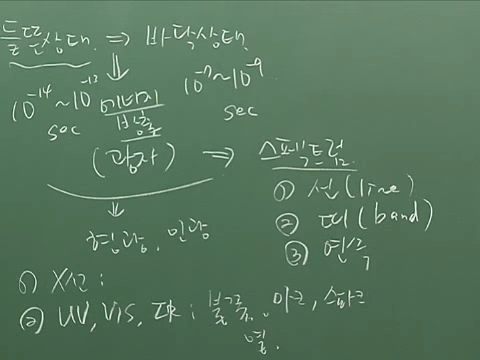 들뜬상태 ⇒ 바닥상태
10⁻¹⁴~10⁻¹³ sec 에너지 10⁻⁷~10⁻⁹ sec
방출
(광자) ⇒ 스펙트럼
① 선(line)
② 띠(band)
③ 연속
형광, 인광
① X선:
② UV, VIS, IR: 불꽃, 아크, 스파크
열.